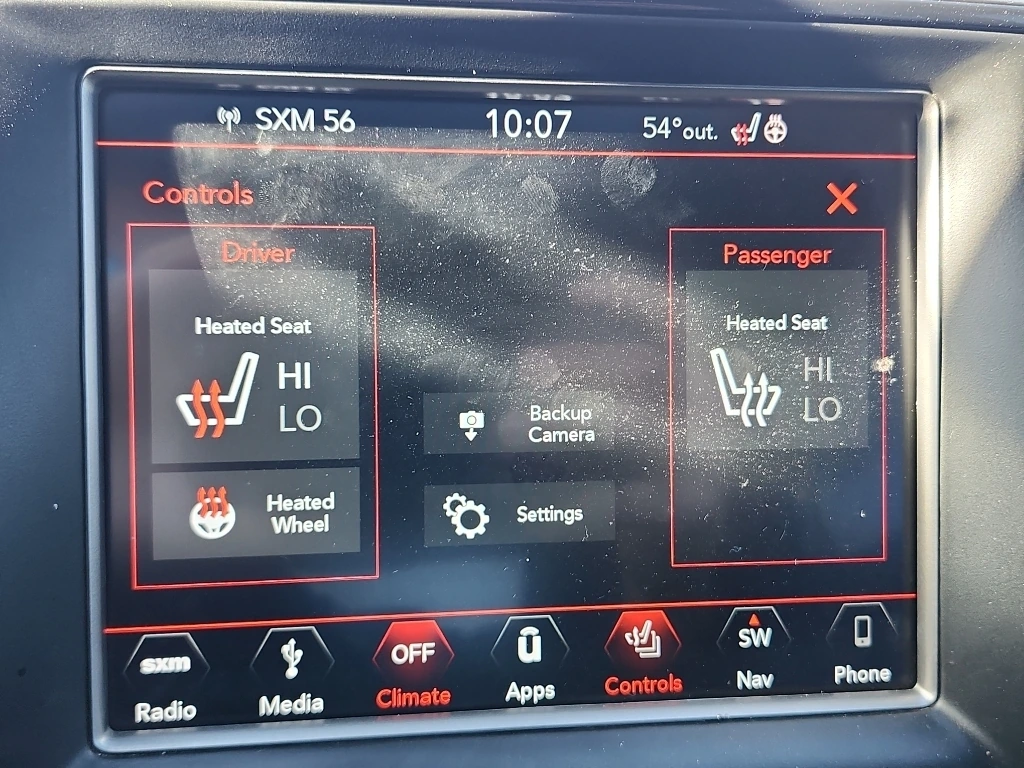 SXM 56
10:07
54°out.
Controls
Driver
Passenger
Heated Seat
HI
LO
Heated Seat
HI
LO
Backup
Camera
Heated
Wheel
Settings
sxm
Radio
Media
OFF
Climate
u
Apps
Controls
SW
Nav
Phone